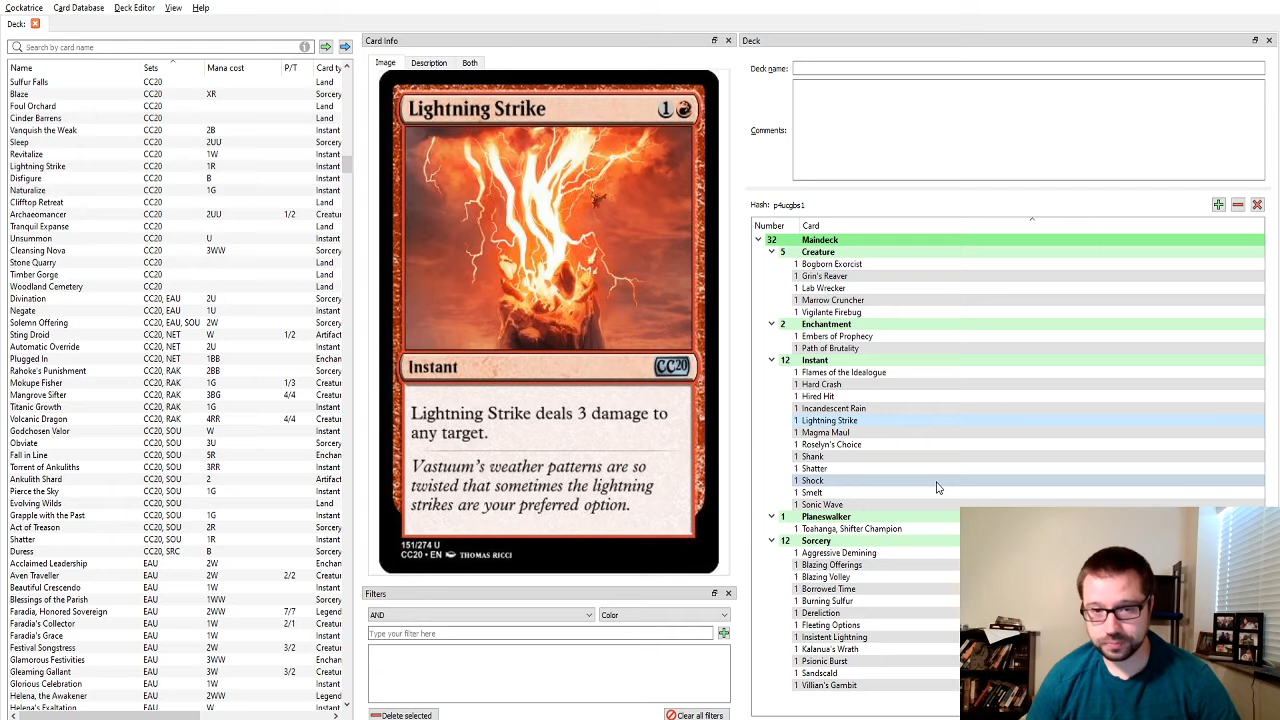 Cockatrice Card Database Deck Editor View Help
Deck:
Search by card name
Name Sets Mana cost P/T Card ty
Sulfur Falls CC20 Land
Blaze CC20 XR Sorcery
Foul Orchard CC20 Land
Cinder Barrens CC20 Land
Vanquish the Weak CC20 2B Instant
Sleep CC20 2UU Sorcery
Revitalize CC20 1W Instant
Lightning Strike CC20 1R Instant
Disfigure CC20 B Instant
Naturalize CC20 1G Instant
Clifftop Retreat CC20 Land
Archaeomancer CC20 2UU 1/2 Creatur
Tranquil Expanse CC20 Land
Unsummon CC20 U Instant
Cleansing Nova CC20 3WW Sorcery
Stone Quarry CC20 Land
Timber Gorge CC20 Land
Woodland Cemetery CC20 Land
Divination CC20, EAU 2U Sorcery
Negate CC20, EAU 1U Instant
Solemn Offering CC20, EAU, SOU 2W Sorcery
Sting Droid CC20, NET W 1/2 Artifact
Automatic Override CC20, NET 2U Instant
Plugged In CC20, NET 1BB Enchan
Rahoke's Punishment CC20, RAK 2BB Sorcery
Mokupe Fisher CC20, RAK 1G 1/3 Creatur
Mangrove Sifter CC20, RAK 3BG 4/4 Creatur
Titanic Growth CC20, RAK 1G Instant
Volcanic Dragon CC20, RAK 4RR 4/4 Creatur
Godchosen Valor CC20, SOU W Instant
Obviate CC20, SOU 3U Sorcery
Fall in Line CC20, SOU 5R Sorcery
Torrent of Ankuliths CC20, SOU 3RR Sorcery
Ankulith Shard CC20, SOU 2 Artifact
Pierce the Sky CC20, SOU 1G Instant
Evolving Wilds CC20, SOU Land
Grapple with the Past CC20, SOU 1G Instant
Act of Treason CC20, SOU 2R Sorcery
Shatter CC20, SOU 1R Instant
Duress CC20, SRC B Sorcery
Acclaimed Leadership EAU 2W Enchan
Aven Traveller EAU 2W 2/2 Creatur
Beautiful Crescendo EAU 1W Instant
Blessings of the Parish EAU 1WW Enchan
Faradia, Honored Sovereign EAU 2WW 7/7 Legend
Faradia's Collector EAU 1W 2/1 Creatur
Faradia's Grace EAU 1W Instant
Festival Songstress EAU 2W 3/2 Creatur
Glamorous Festivities EAU 3WW Enchan
Gleaming Gallant EAU 3W 3/2 Creatur
Glorious Celebration EAU 1W Instant
Helena, the Awakener EAU 2WW Legend
Helena's Exaltation EAU 2W Enchan
Card Info
Image Description Both
Lightning Strike 1
Instant CC20
Lightning Strike deals 3 damage to
any target.
Vastuum's weather patterns are so
twisted that sometimes the lightning
strikes are your preferred option.
151/274 U
CC20 • EN THOMAS RICCI
Filters
AND Color
Type your filter here
Delete selected Clear all filters
Deck
Deck name:
Comments:
Hash: p4ucgbs1
Number Card
32 Maindeck
5 Creature
1 Bogborn Exorcist
1 Grin's Reaver
1 Lab Wrecker
1 Marrow Cruncher
1 Vigilante Firebug
2 Enchantment
1 Embers of Prophecy
1 Path of Brutality
12 Instant
1 Flames of the Idealogue
1 Hard Crash
1 Hired Hit
1 Incandescent Rain
1 Lightning Strike
1 Magma Maul
1 Roselyn's Choice
1 Shank
1 Shatter
1 Shock
1 Smelt
1 Sonic Wave
1 Planeswalker
1 Toahanga, Shifter Champion
12 Sorcery
1 Aggressive Demining
1 Blazing Offerings
1 Blazing Volley
1 Borrowed Time
1 Burning Sulfur
1 Dereliction
1 Fleeting Options
1 Insistent Lightning
1 Kalanua's Wrath
1 Psionic Burst
1 Sandscald
1 Villian's Gambit